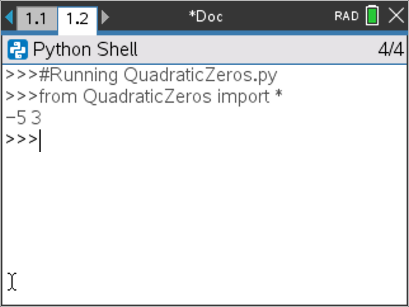 1.1 1.2 *Doc RAD
Python Shell 4/4
>>>#Running QuadraticZeros.py
>>>from QuadraticZeros import *
−5 3
>>>